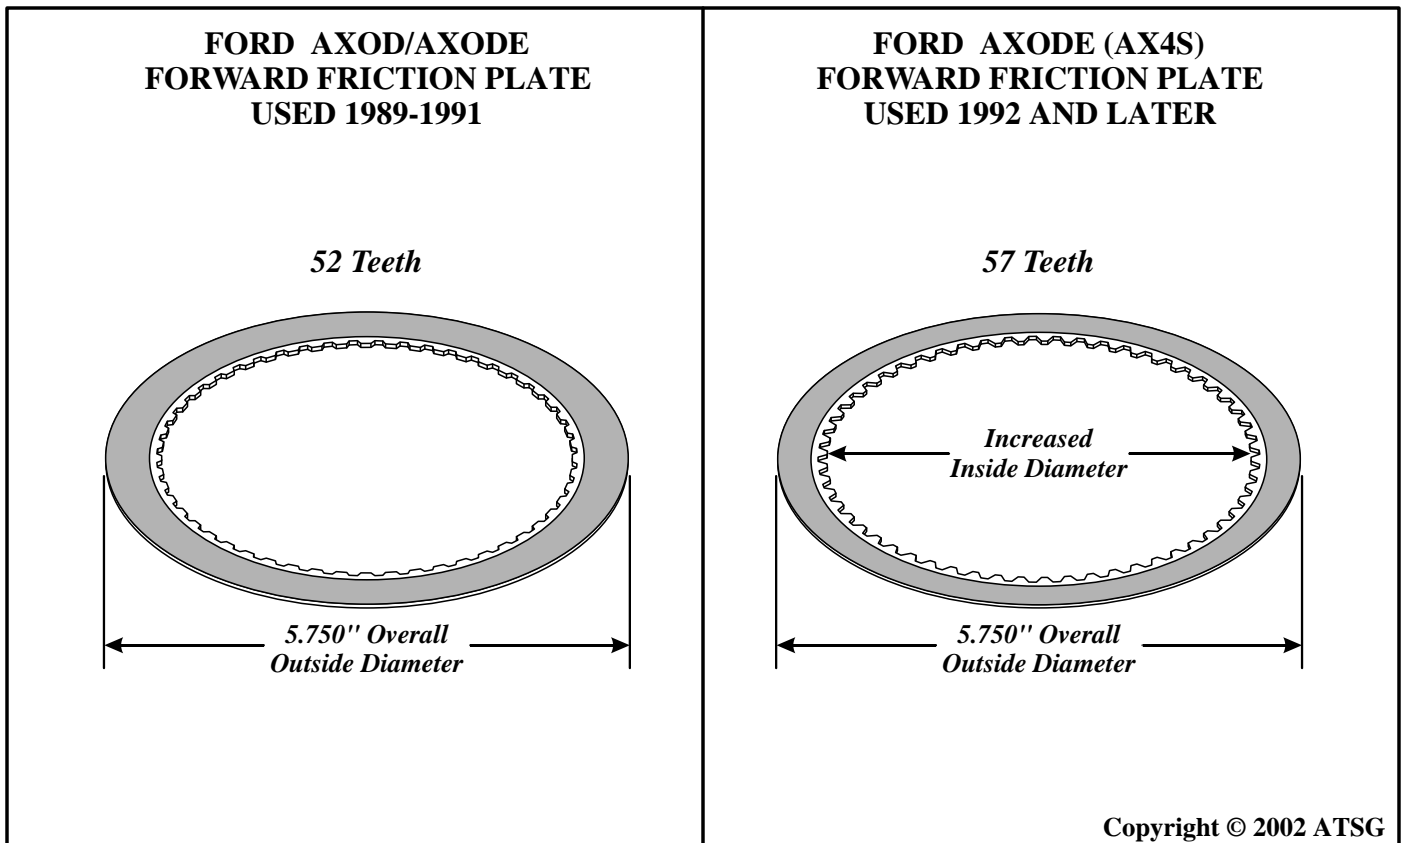 FORD AXOD/AXODE
FORWARD FRICTION PLATE
USED 1989-1991
52 Teeth
5.750" Overall
Outside Diameter
FORD AXODE (AX4S)
FORWARD FRICTION PLATE
USED 1992 AND LATER
57 Teeth
Increased
Inside Diameter
5.750" Overall
Outside Diameter
Copyright © 2002 ATSG